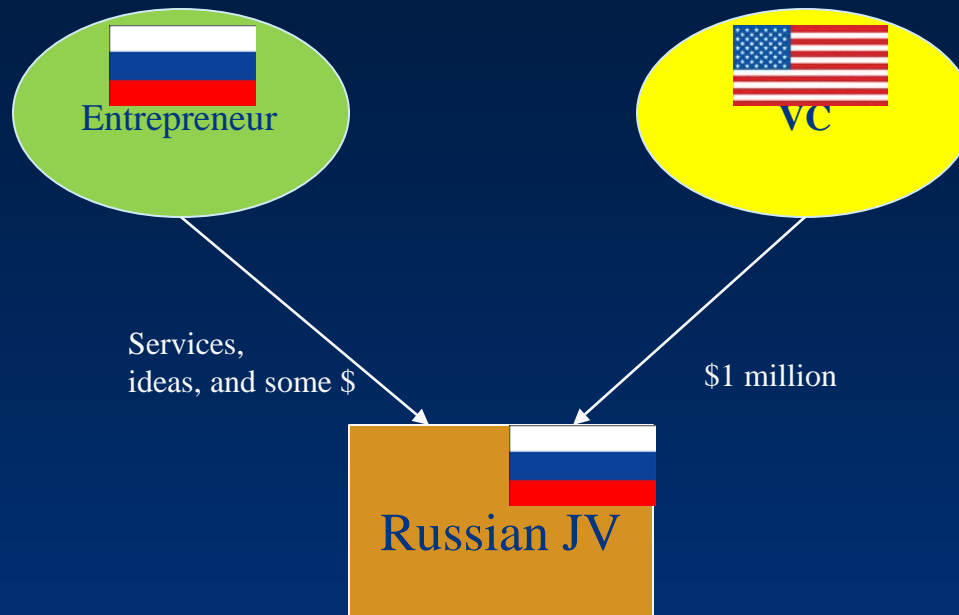 Entrepreneur
VC
Services,
ideas, and some $
$1 million
Russian JV